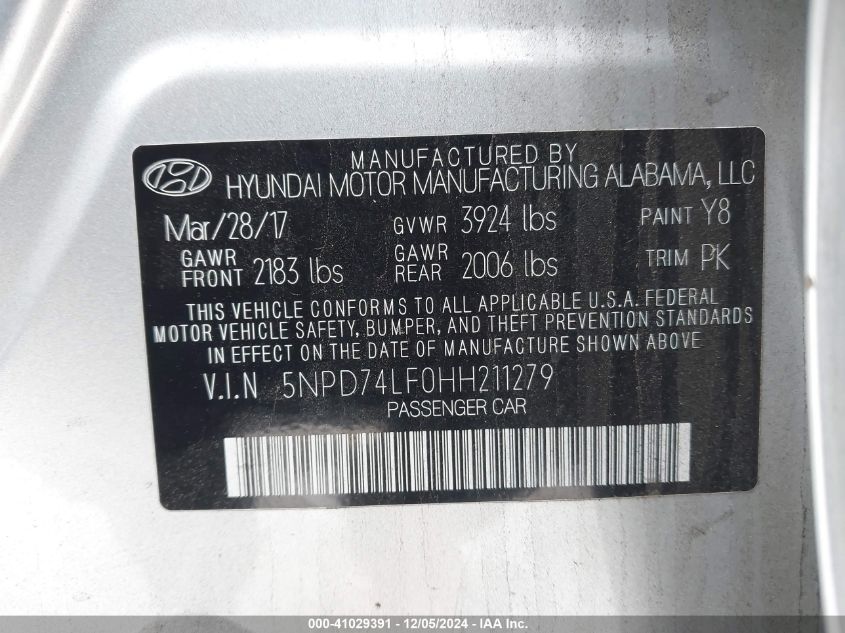 MANUFACTURED BY
HYUNDAI MOTOR MANUFACTURING ALABAMA, LLC
Mar/28/17 GVWR 3924 lbs PAINT Y8
GAWR FRONT 2183 lbs GAWR REAR 2006 lbs TRIM PK
THIS VEHICLE CONFORMS TO ALL APPLICABLE U.S.A. FEDERAL
MOTOR VEHICLE SAFETY, BUMPER, AND THEFT PREVENTION STANDARDS
IN EFFECT ON THE DATE OF MANUFACTURE SHOWN ABOVE.
V.I.N 5NPD74LF0HH211279
PASSENGER CAR
000-41029391 - 12/05/2024 - IAA Inc.